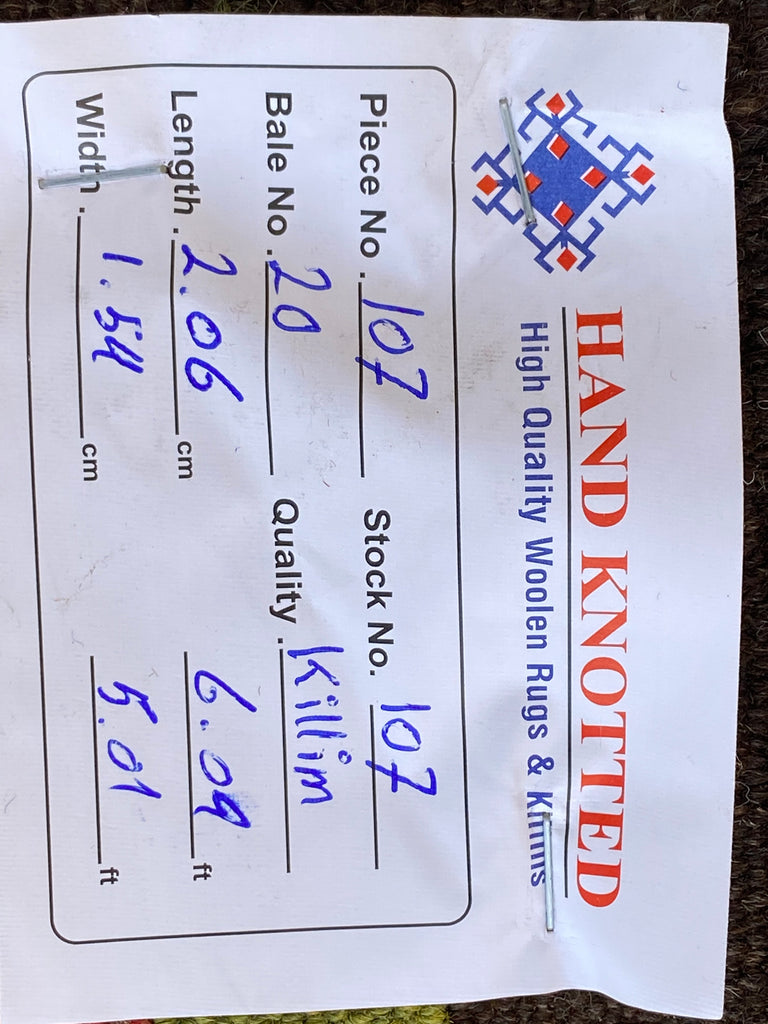 HAND KNOTTED
High Quality Woolen Rugs & Kilims
Piece No. 107 Stock No. 107
Bale No. 20 Quality. Killim
Length. 2.06 cm 6.09 ft
Width. 1.54 cm 5.01 ft